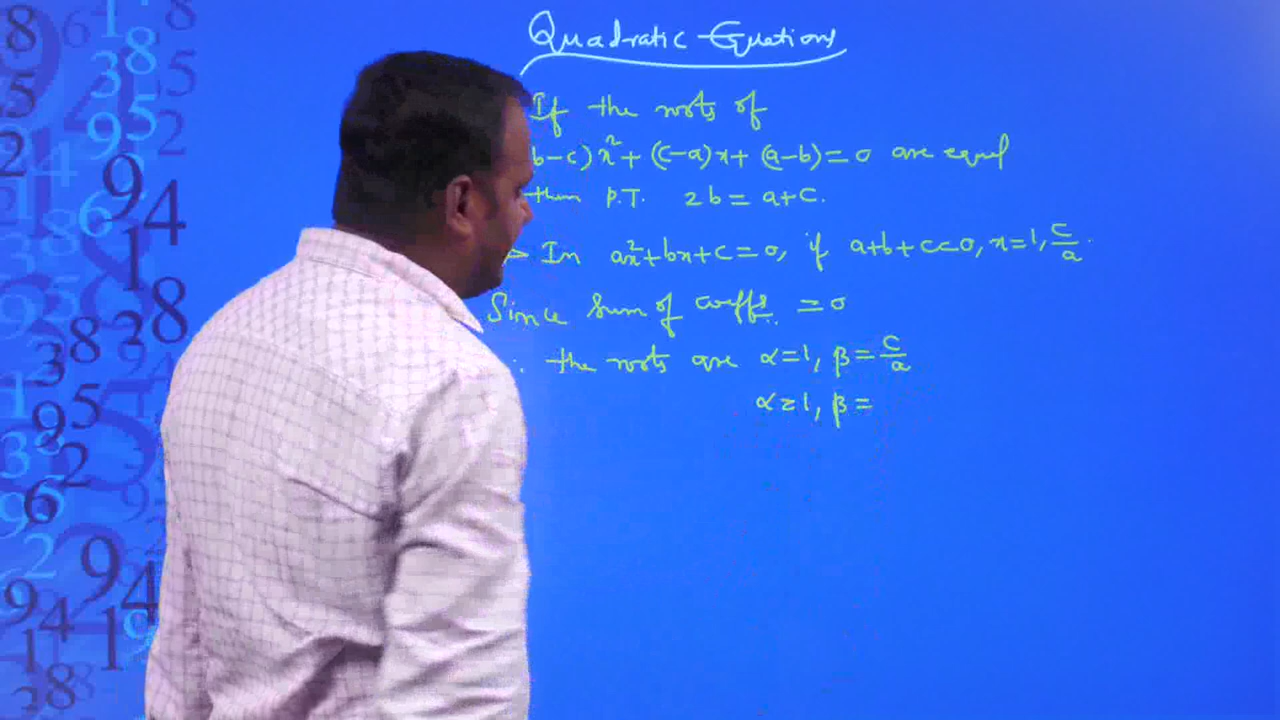 Quadratic Equations
If the roots of
b-c)x²+(c-a)x+(a-b)=0 are equal
then P.T. 2b=a+c.
> In ax²+bx+c=0, if a+b+c=0, x=1, c/a.
Since Sum of coeffs. =0
∴ the roots are α=1, β=c/a
α=1, β=